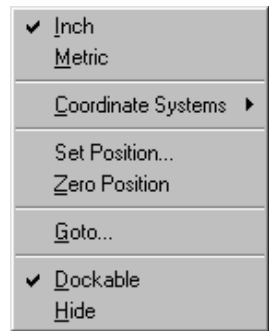 Inch
Metric
Coordinate Systems
Set Position...
Zero Position
Goto...
Dockable
Hide